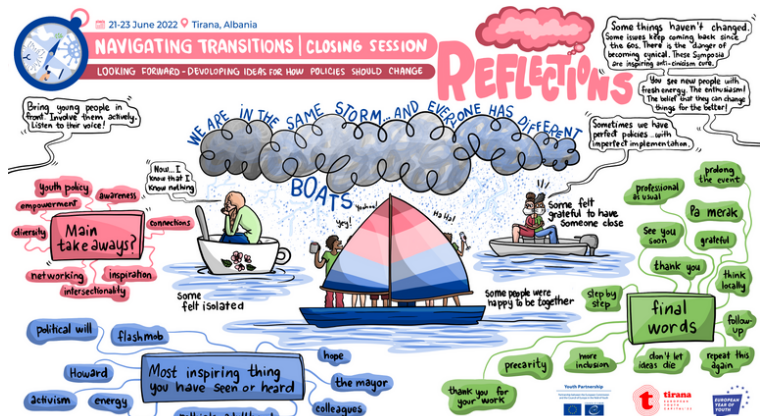 21-23 June 2022 Tirana, Albania
NAVIGATING TRANSITIONS | CLOSING SESSION
LOOKING FORWARD - DEVOLOPING IDEAS FOR HOW POLICIES SHOULD CHANGE
REFLECTIONS
Some things haven't changed.
Some issues keep coming back since
the 60s. There is the danger of
becoming cynical. These Symposia
are inspiring anti-cinivism cure.
You see new people with
fresh energy. The enthusiasm!
The belief that they can change
things for the better!
Sometimes we have
perfect policies...with
imperfect implementation.
Bring young people in
front. Involve them actively.
Listen to their voice!
WE ARE IN THE SAME STORM...AND EVERYONE HAS DIFFERENT
BOATS
Now... I
know that I
know nothing
Yoohoo!
Yey!
Ha Ha!
Some felt
grateful to have
someone close
Some
felt isolated
Some people were
happy to be together
Main
take aways?
youth policy
awareness
empowerment
connections
diversity
networking
inspiration
intersectionality
Most inspiring thing
you have seen or heard
political will
flashmob
hope
Howard
the mayor
activism
energy
colleagues
final
words
prolong
the event
professional
as usual
Pa merak
See you
soon
grateful
thank you
think
locally
step by
step
follow-
up
precarity
more
inclusion
don't let
ideas die
repeat this
again
thank you for
your work
Youth Partnership
tirana
EUROPEAN
YOUTH
CAPITAL 22
EUROPEAN
YEAR OF
YOUTH